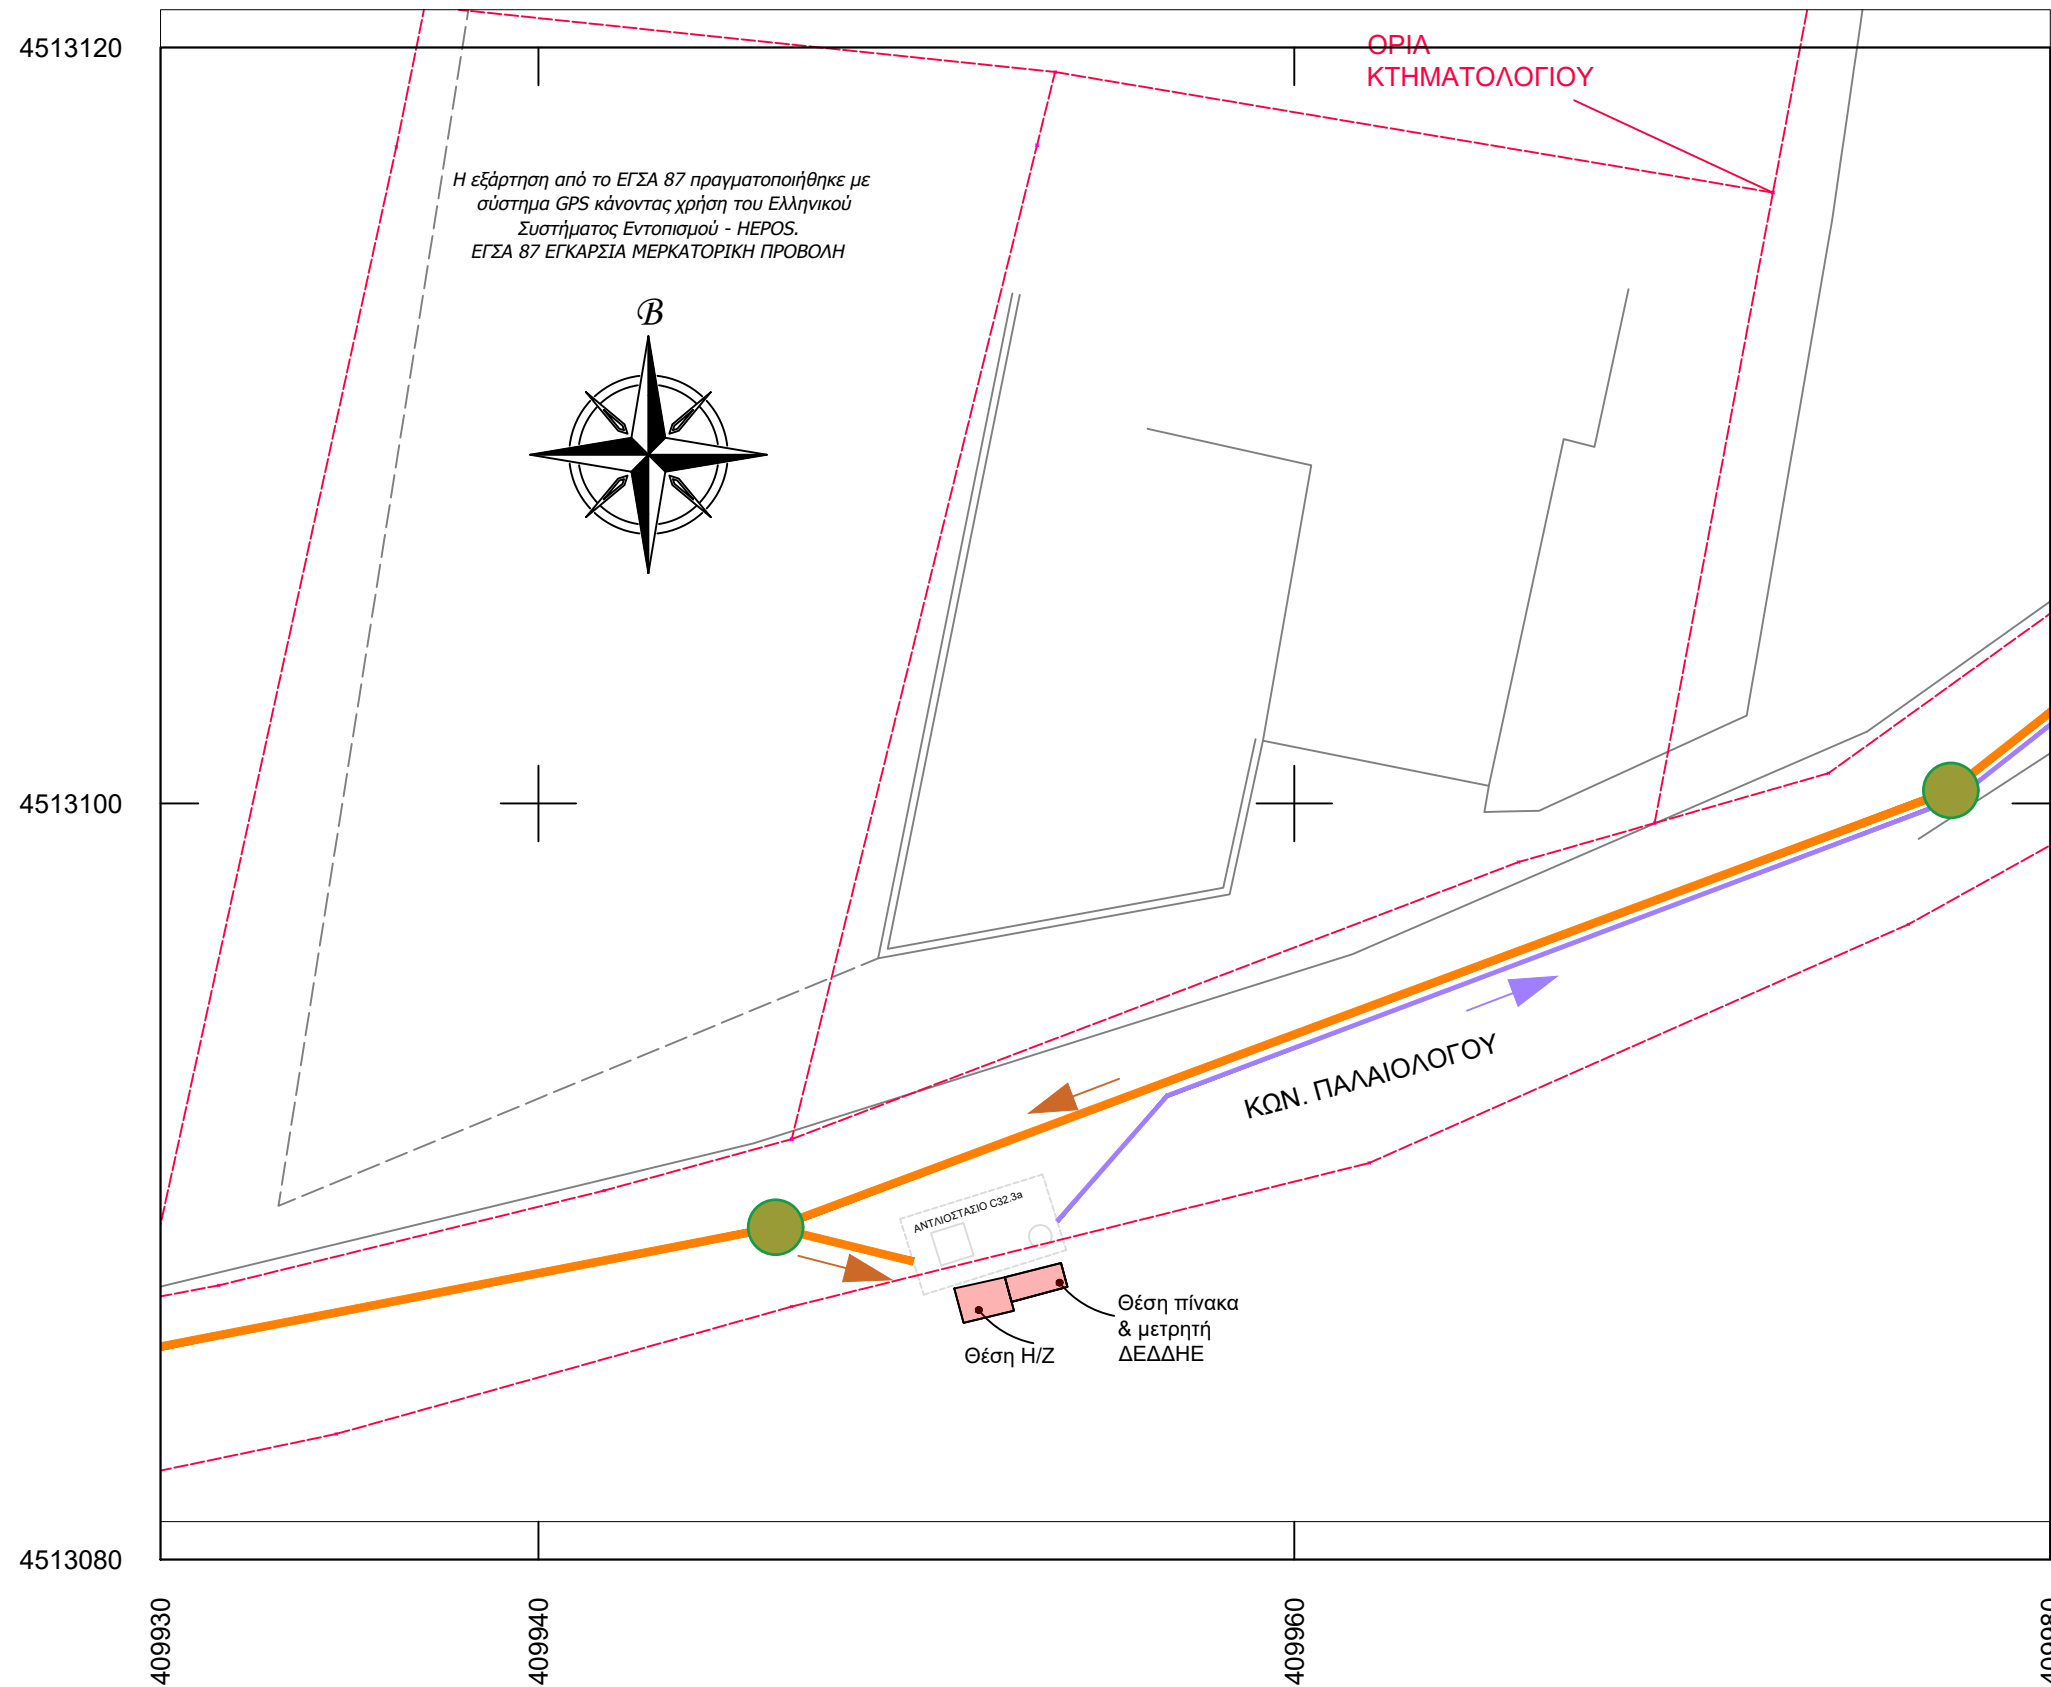 4513120
ΟΡΙΑ
ΚΤΗΜΑΤΟΛΟΓΙΟΥ
Η εξάρτηση από το ΕΓΣΑ 87 πραγματοποιήθηκε με
σύστημα GPS κάνοντας χρήση του Ελληνικού
Συστήματος Εντοπισμού - HEPOS.
ΕΓΣΑ 87 ΕΓΚΑΡΣΙΑ ΜΕΡΚΑΤΟΡΙΚΗ ΠΡΟΒΟΛΗ
Β
4513100
ΚΩΝ. ΠΑΛΑΙΟΛΟΓΟΥ
ΑΝΤΛΙΟΣΤΑΣΙΟ C32.3a
Θέση πίνακα
& μετρητή
ΔΕΔΔΗΕ
Θέση Η/Ζ
4513080
409930
409940
409960
409980